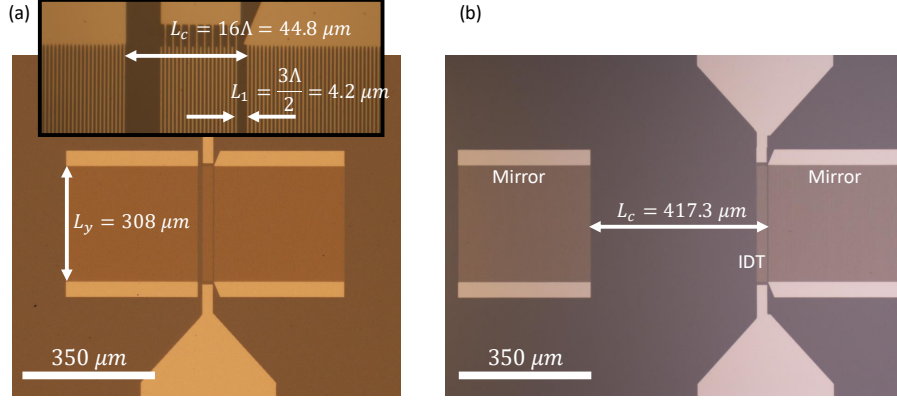 (a)
L_c = 16Λ = 44.8 μm
L_1 = 3Λ/2 = 4.2 μm
L_y = 308 μm
350 μm
(b)
Mirror
Mirror
L_c = 417.3 μm
IDT
350 μm